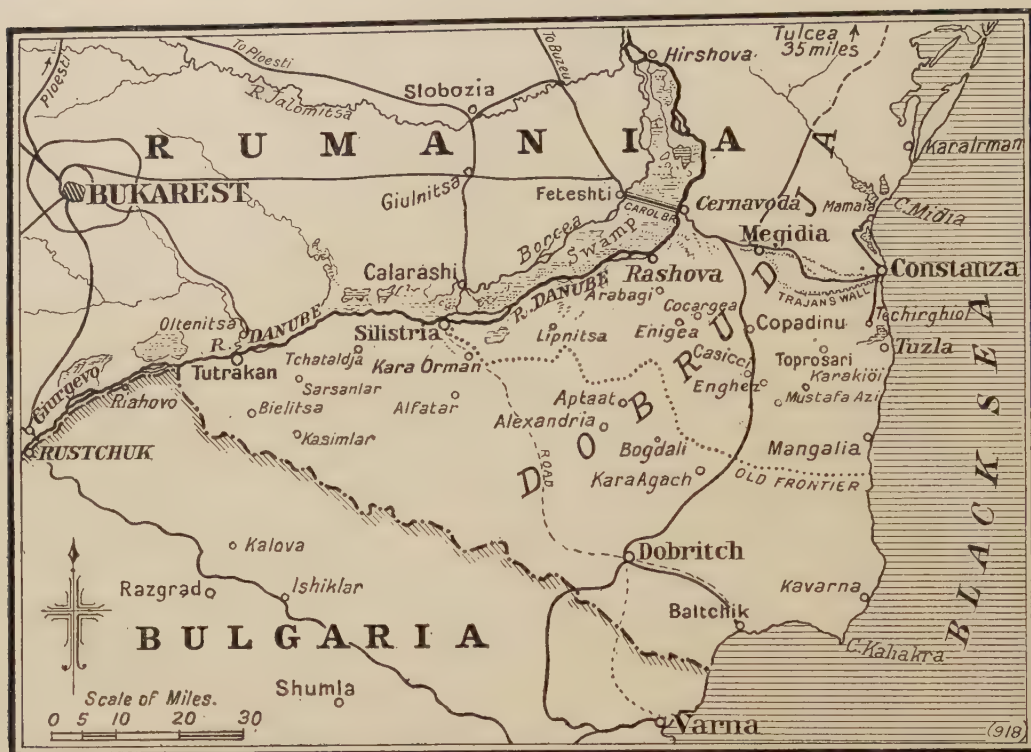 To Ploesti
To Buzeu
Tulcea
35 miles
Hirshova
Ploesti
Slobozia
R. Jalomitsa
RUMANIA
Karalrman
BUKAREST
Giulnitsa
Feteshti
CAROL BR.
Cernavoda
Mamaia
C. Midia
Megidia
Borcea
Swamp
Calarashi
Rashova
Constanza
TRAJANS WALL
R. DANUBE
Arabagi
Cocargea
Techirghiol
Oltenitsa
R. DANUBE
Silistria
Lipnitsa
Enigea
Copadinu
Tuzla
Tchataldja
Kara Orman
Casicci
Toprosari
Tutrakan
Sarsanlar
Enghez
Karakiöi
Giurgevo
Riahovo
Bielitsa
Alfatar
Aptaat
Mustafa Azi
Alexandria
Kasimlar
Bogdali
Mangalia
RUSTCHUK
ROAD
Kara Agach
OLD FRONTIER
DOBRUDJA
BLACK SEA
Kalova
Dobritch
Razgrad
Ishiklar
Kavarna
Baltchik
BULGARIA
C. Kahakra
Shumla
Scale of Miles.
0 5 10 20 30
Varna
(918)